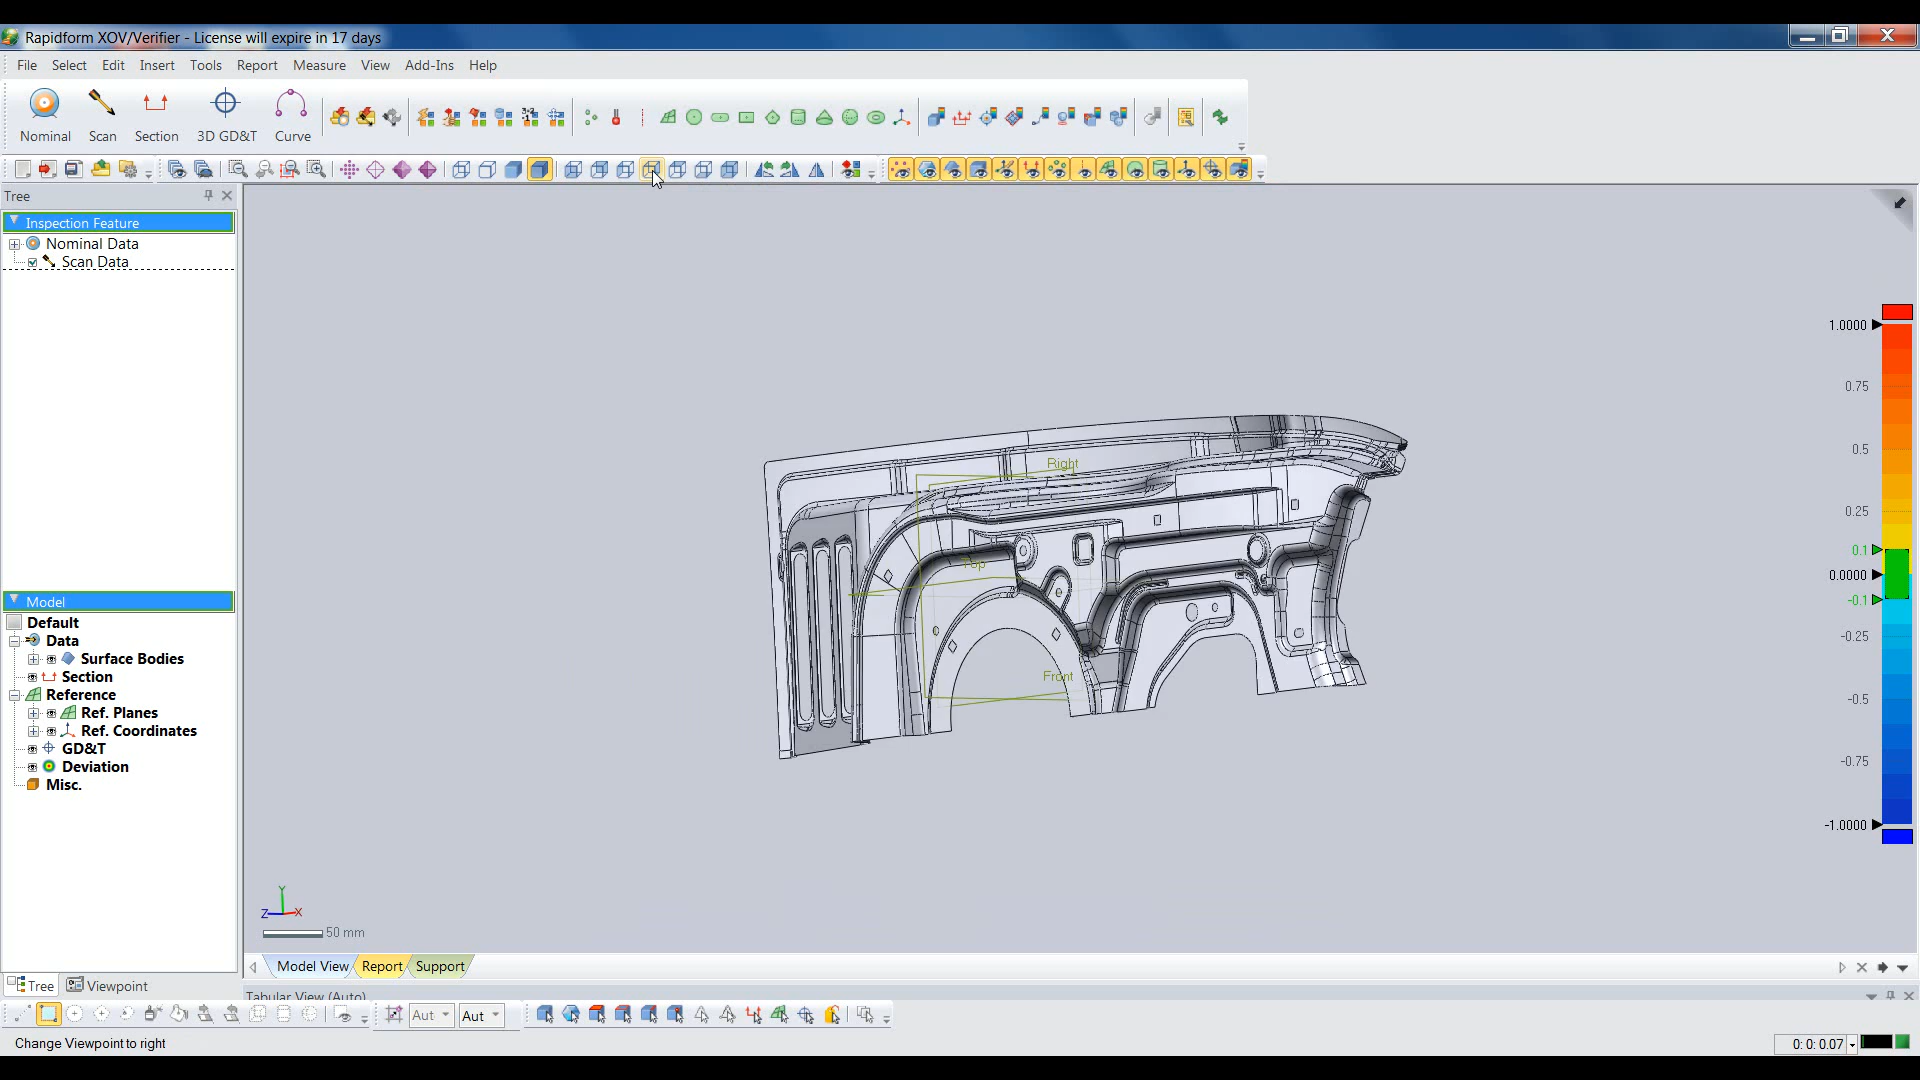 Rapidform XOV/Verifier - License will expire in 17 days
File Select Edit Insert Tools Report Measure View Add-Ins Help
Nominal Scan Section 3D GD&T Curve
Tree
Inspection Feature
Nominal Data
Scan Data
Model
Default
Data
Surface Bodies
Section
Reference
Ref. Planes
Ref. Coordinates
GD&T
Deviation
Misc.
Right
Top
Front
1.0000
0.75
0.5
0.25
0.1
0.0000
-0.1
-0.25
-0.5
-0.75
-1.0000
Y
Z X
50 mm
Model View Report Support
Tree Viewpoint
Tabular View (Auto)
Aut Aut
Change Viewpoint to right
0: 0: 0.07